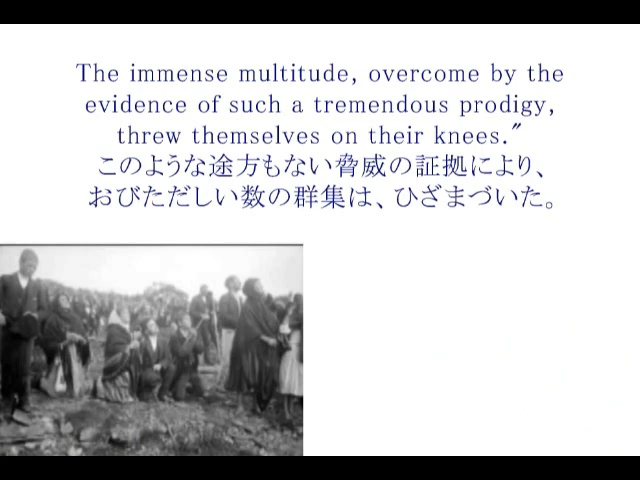 The immense multitude, overcome by the
evidence of such a tremendous prodigy,
threw themselves on their knees."
このような途方もない脅威の証拠により、
おびただしい数の群集は、ひざまづいた。